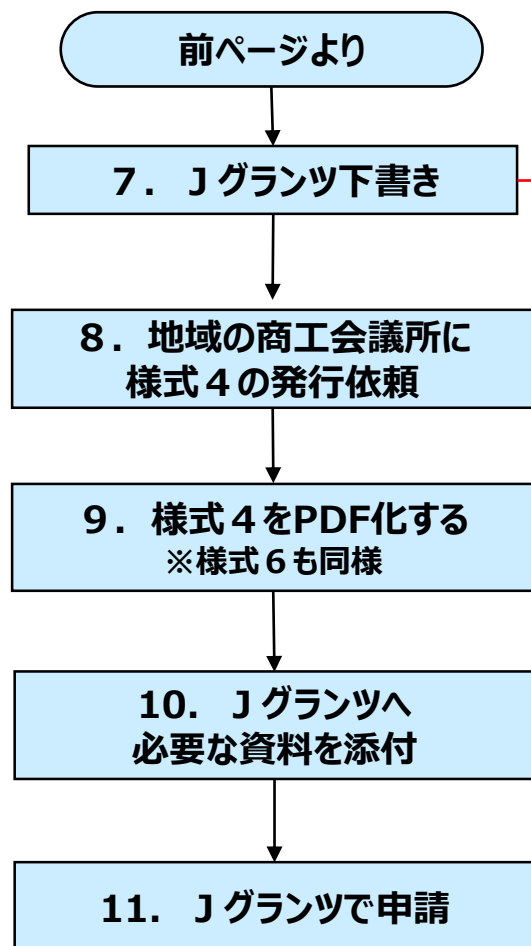 前ページより
７． Ｊグランツ下書き
８．地域の商工会議所に
様式４の発行依頼
９．様式４をPDF化する
※様式６も同様
10． Ｊグランツへ
必要な資料を添付
11． Ｊグランツで申請